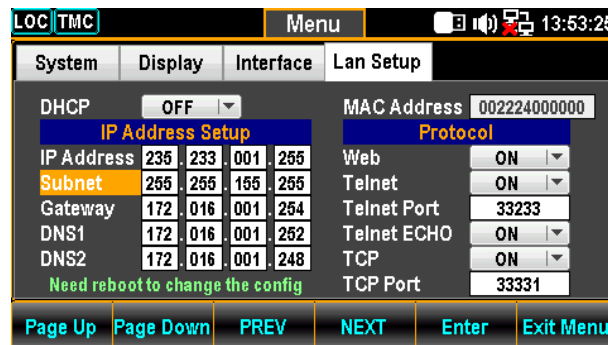 LOC TMC Menu 13:53:25
System Display Interface Lan Setup
DHCP OFF MAC Address 002224000000
IP Address Setup Protocol
IP Address 235 . 233 . 001 . 255 Web ON
Subnet 255 . 255 . 155 . 255 Telnet ON
Gateway 172 . 016 . 001 . 254 Telnet Port 33233
DNS1 172 . 016 . 001 . 252 Telnet ECHO ON
DNS2 172 . 016 . 001 . 248 TCP ON
Need reboot to change the config TCP Port 33331
Page Up Page Down PREV NEXT Enter Exit Menu